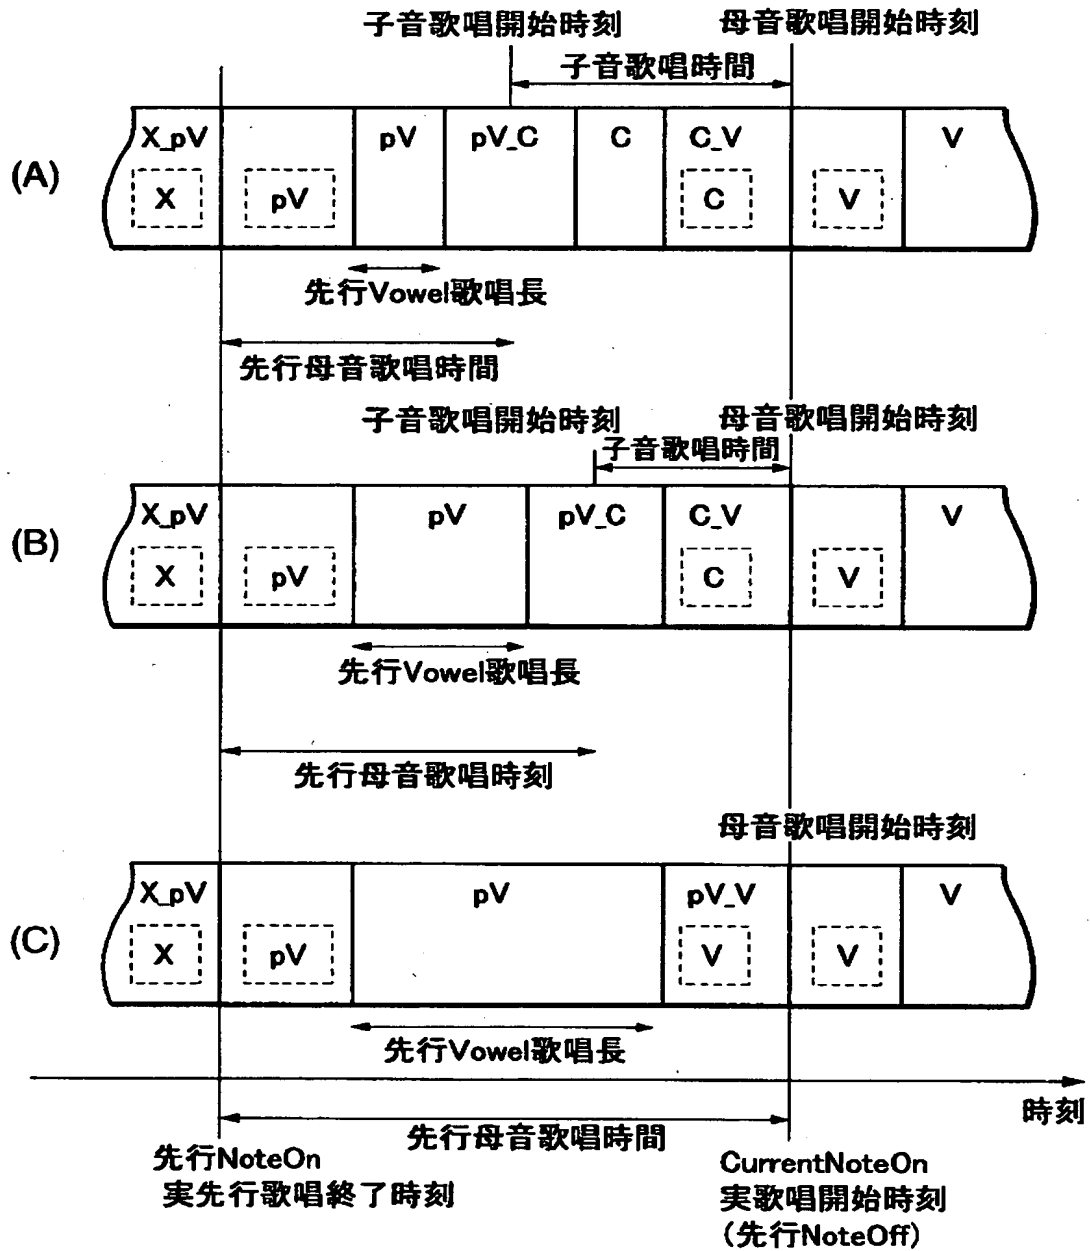 子音歌唱開始時刻
母音歌唱開始時刻
子音歌唱時間
(A)
X_pV
pV
pV_C
C
C_V
V
X
pV
C
V
先行Vowel歌唱長
先行母音歌唱時間
子音歌唱開始時刻
母音歌唱開始時刻
子音歌唱時間
(B)
X_pV
pV
pV_C
C_V
V
X
pV
C
V
先行Vowel歌唱長
先行母音歌唱時刻
母音歌唱開始時刻
(C)
X_pV
pV
pV_V
V
X
pV
V
V
先行Vowel歌唱長
時刻
先行母音歌唱時間
先行NoteOn
実先行歌唱終了時刻
CurrentNoteOn
実歌唱開始時刻
(先行NoteOff)